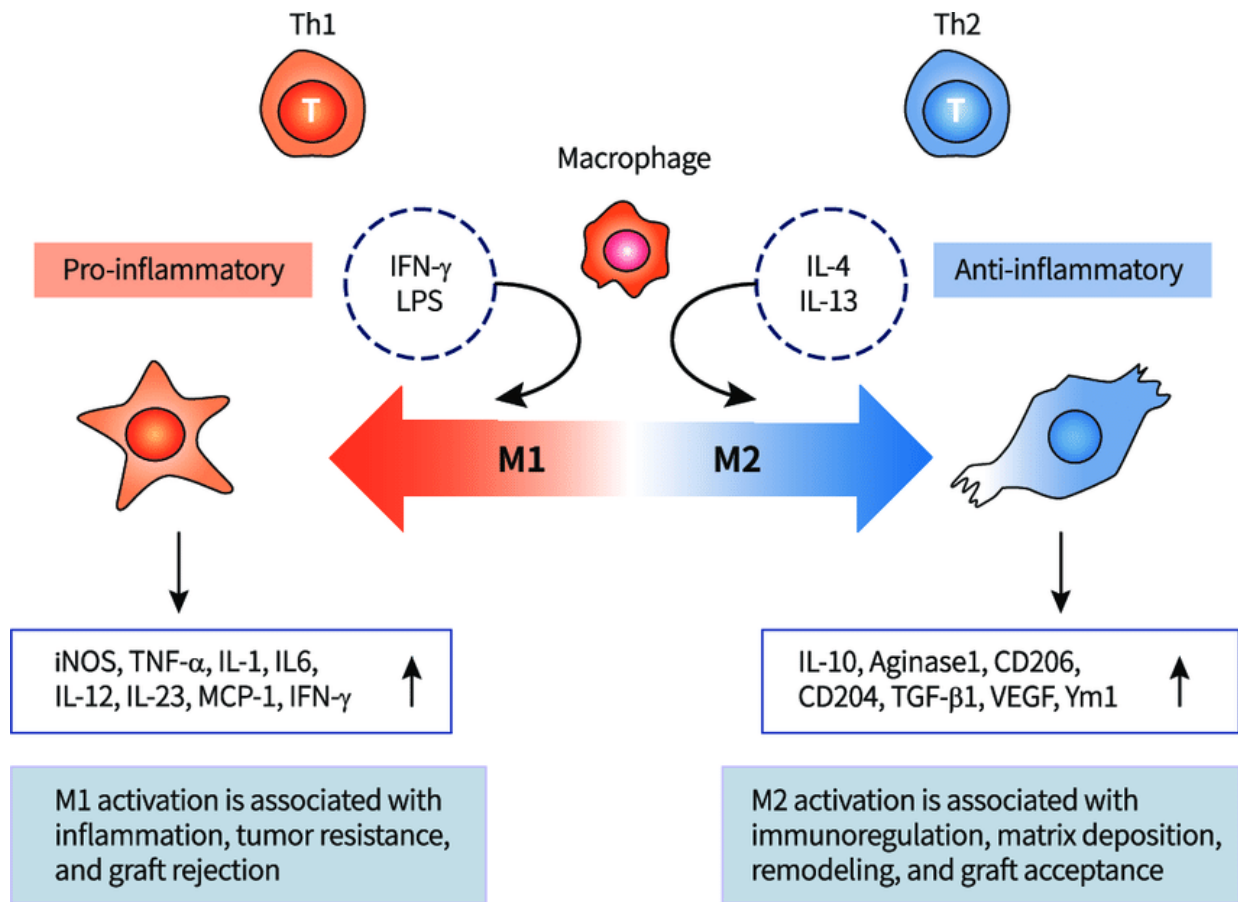 Th1
Th2
T
T
Macrophage
Pro-inflammatory
IFN-γ
LPS
IL-4
IL-13
Anti-inflammatory
M1
M2
iNOS, TNF-α, IL-1, IL6,
IL-12, IL-23, MCP-1, IFN-γ
IL-10, Aginase1, CD206,
CD204, TGF-β1, VEGF, Ym1
M1 activation is associated with
inflammation, tumor resistance,
and graft rejection
M2 activation is associated with
immunoregulation, matrix deposition,
remodeling, and graft acceptance